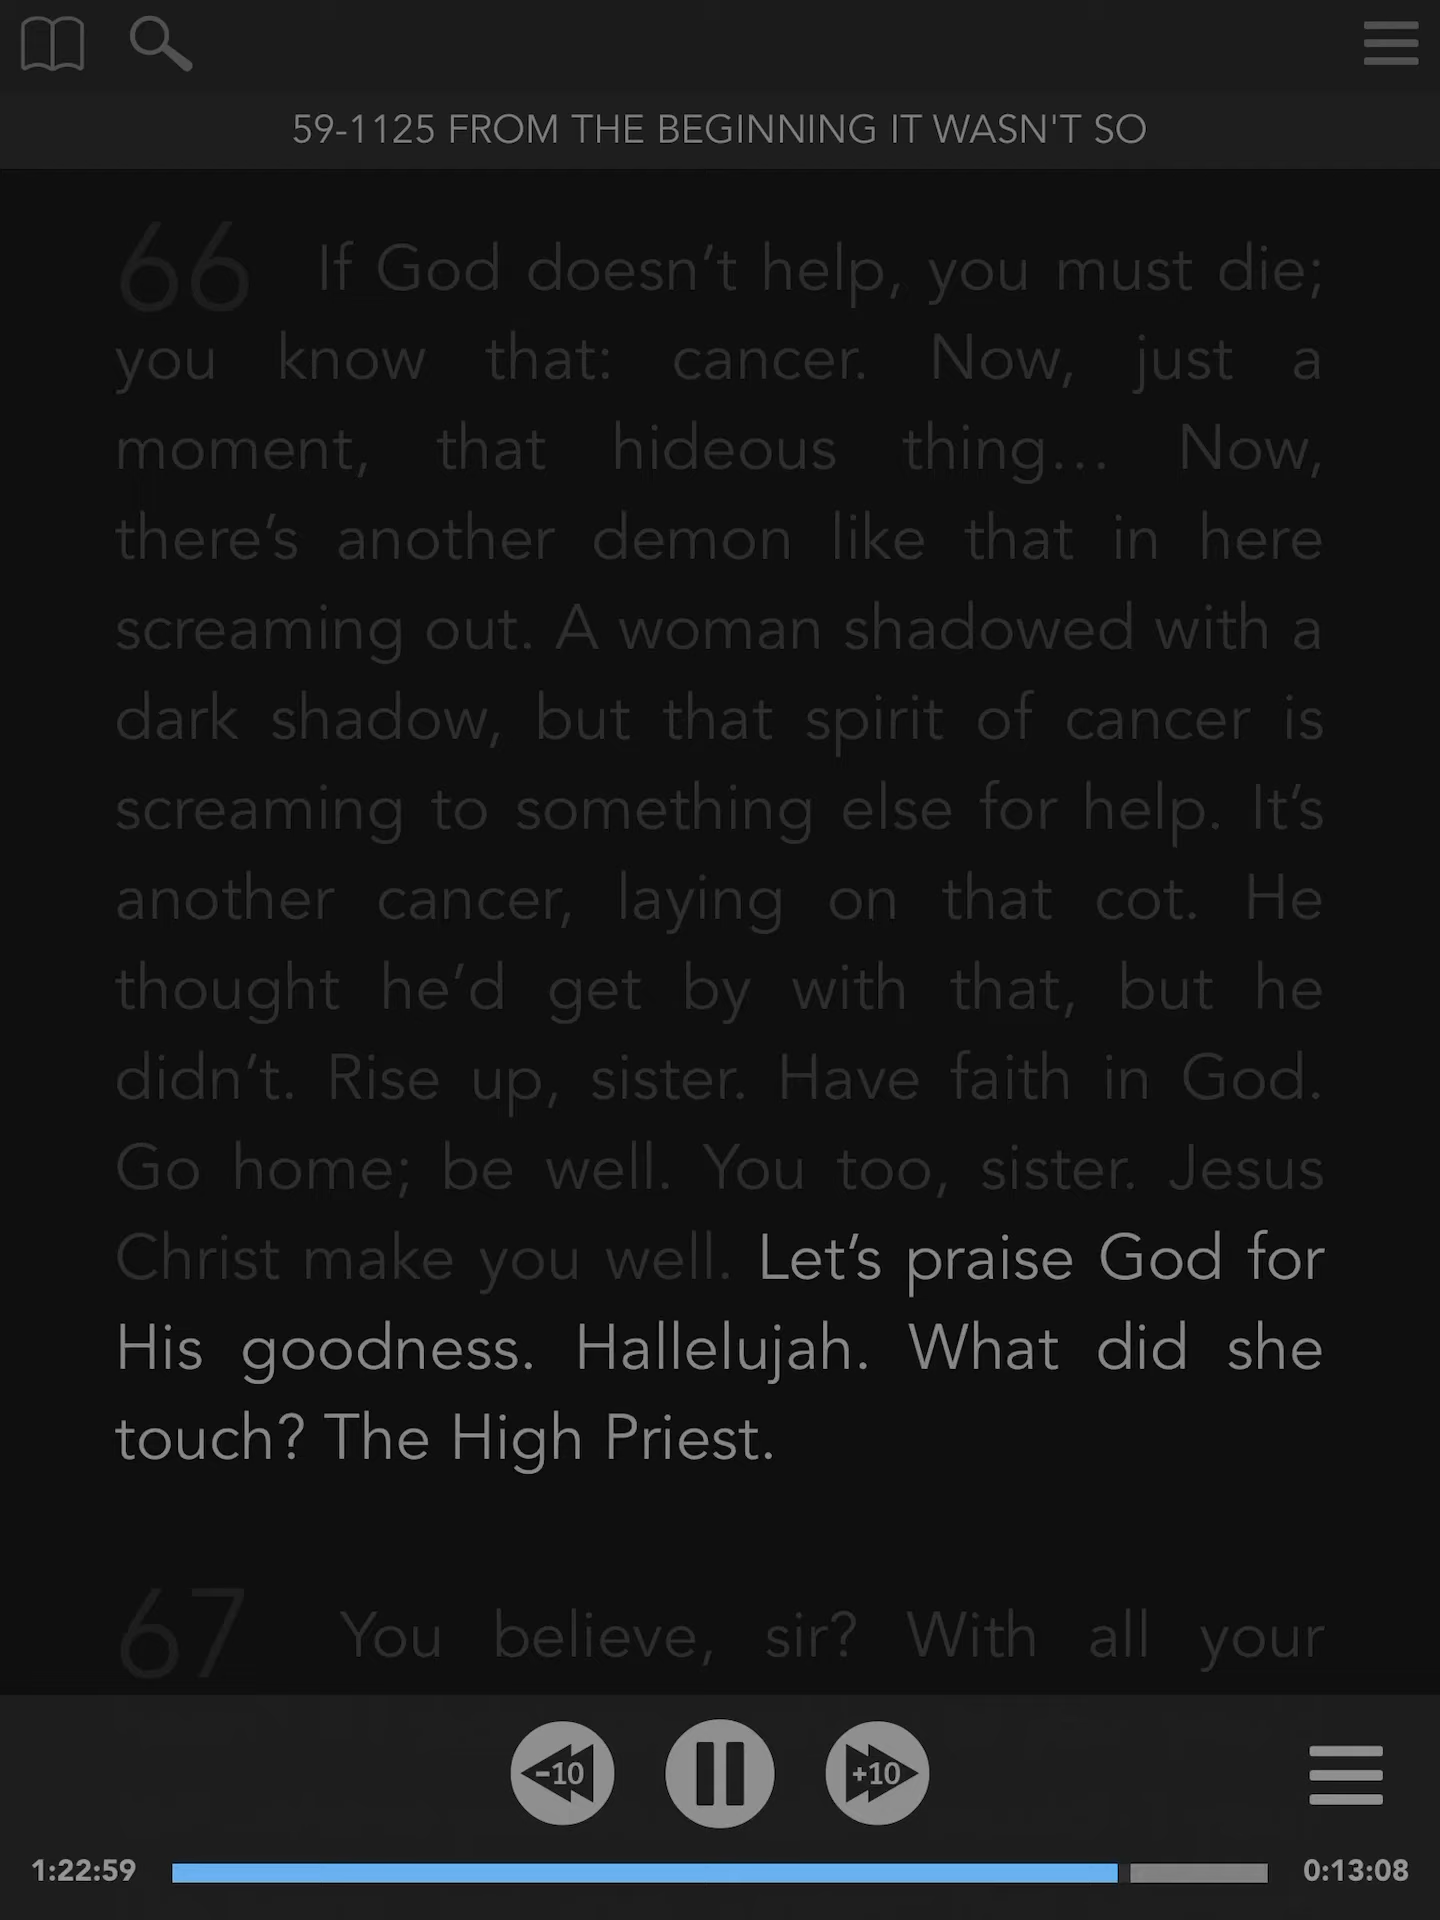 59-1125 FROM THE BEGINNING IT WASN'T SO
66 If God doesn’t help, you must die;
you know that: cancer. Now, just a
moment, that hideous thing… Now,
there’s another demon like that in here
screaming out. A woman shadowed with a
dark shadow, but that spirit of cancer is
screaming to something else for help. It’s
another cancer, laying on that cot. He
thought he’d get by with that, but he
didn’t. Rise up, sister. Have faith in God.
Go home; be well. You too, sister. Jesus
Christ make you well. Let’s praise God for
His goodness. Hallelujah. What did she
touch? The High Priest.
67 You believe, sir? With all your
-10 +10
1:22:59 0:13:08